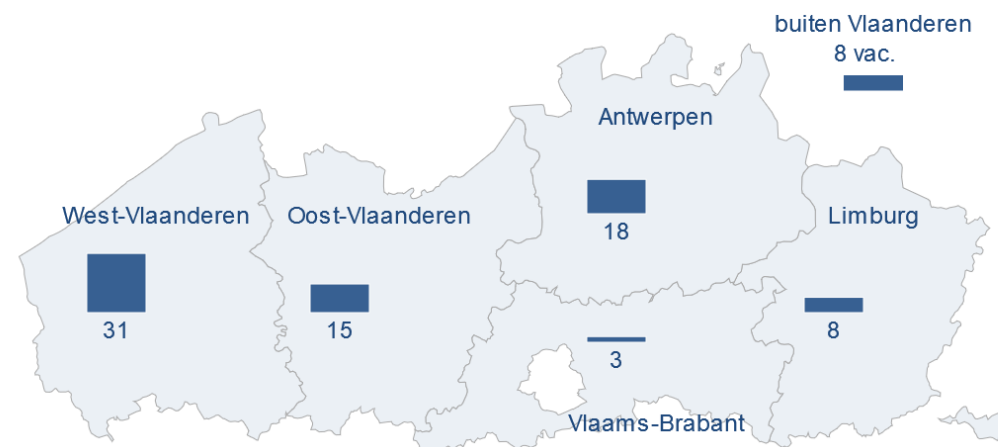 buiten Vlaanderen
8 vac.
Antwerpen
18
West-Vlaanderen
31
Oost-Vlaanderen
15
Limburg
8
3
Vlaams-Brabant